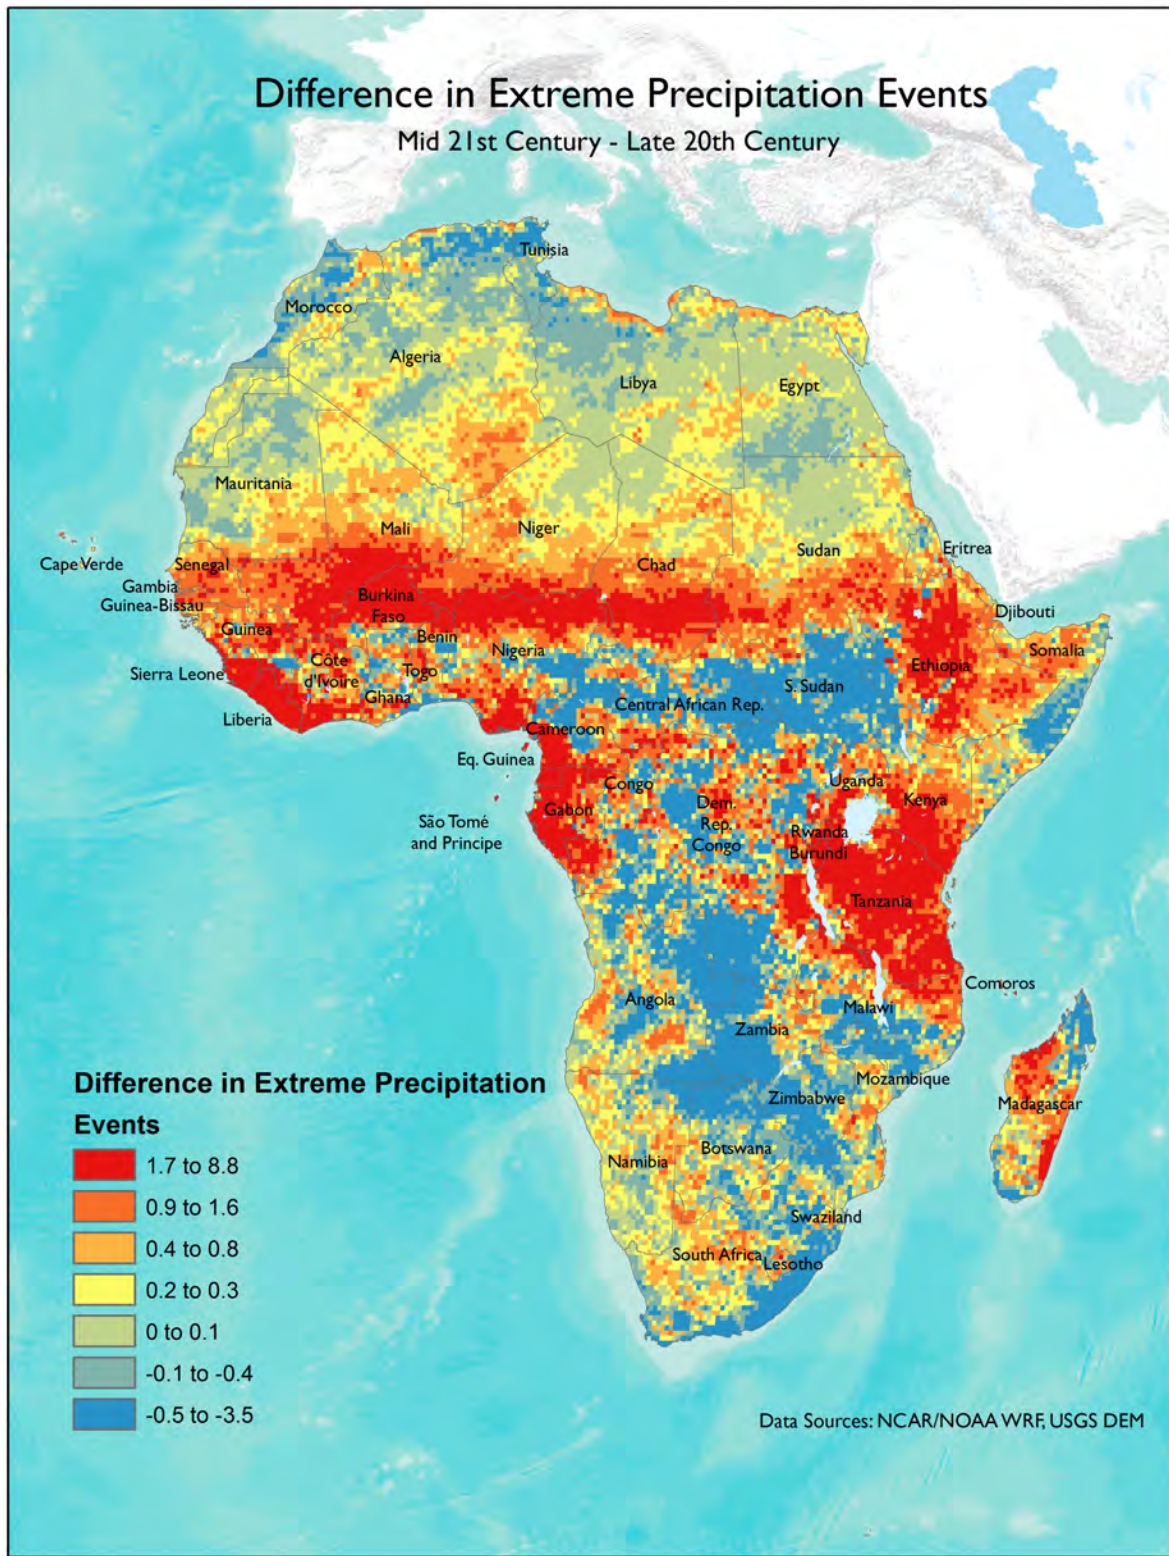 Difference in Extreme Precipitation Events
Mid 21st Century - Late 20th Century
Tunisia
Morocco
Algeria
Libya
Egypt
Mauritania
Mali
Niger
Chad
Sudan
Eritrea
Cape Verde
Senegal
Gambia
Guinea-Bissau
Burkina
Faso
Djibouti
Guinea
Benin
Nigeria
Somalia
Sierra Leone
Côte
d'Ivoire
Togo
Ethiopia
Ghana
S. Sudan
Central African Rep.
Liberia
Cameroon
Eq. Guinea
Congo
Uganda
Kenya
Gabon
Dem.
Rep.
Congo
São Tomé
and Principe
Rwanda
Burundi
Tanzania
Comoros
Angola
Malawi
Zambia
Mozambique
Zimbabwe
Madagascar
Botswana
Namibia
Swaziland
South Africa
Lesotho
Difference in Extreme Precipitation
Events
1.7 to 8.8
0.9 to 1.6
0.4 to 0.8
0.2 to 0.3
0 to 0.1
-0.1 to -0.4
-0.5 to -3.5
Data Sources: NCAR/NOAA WRF, USGS DEM